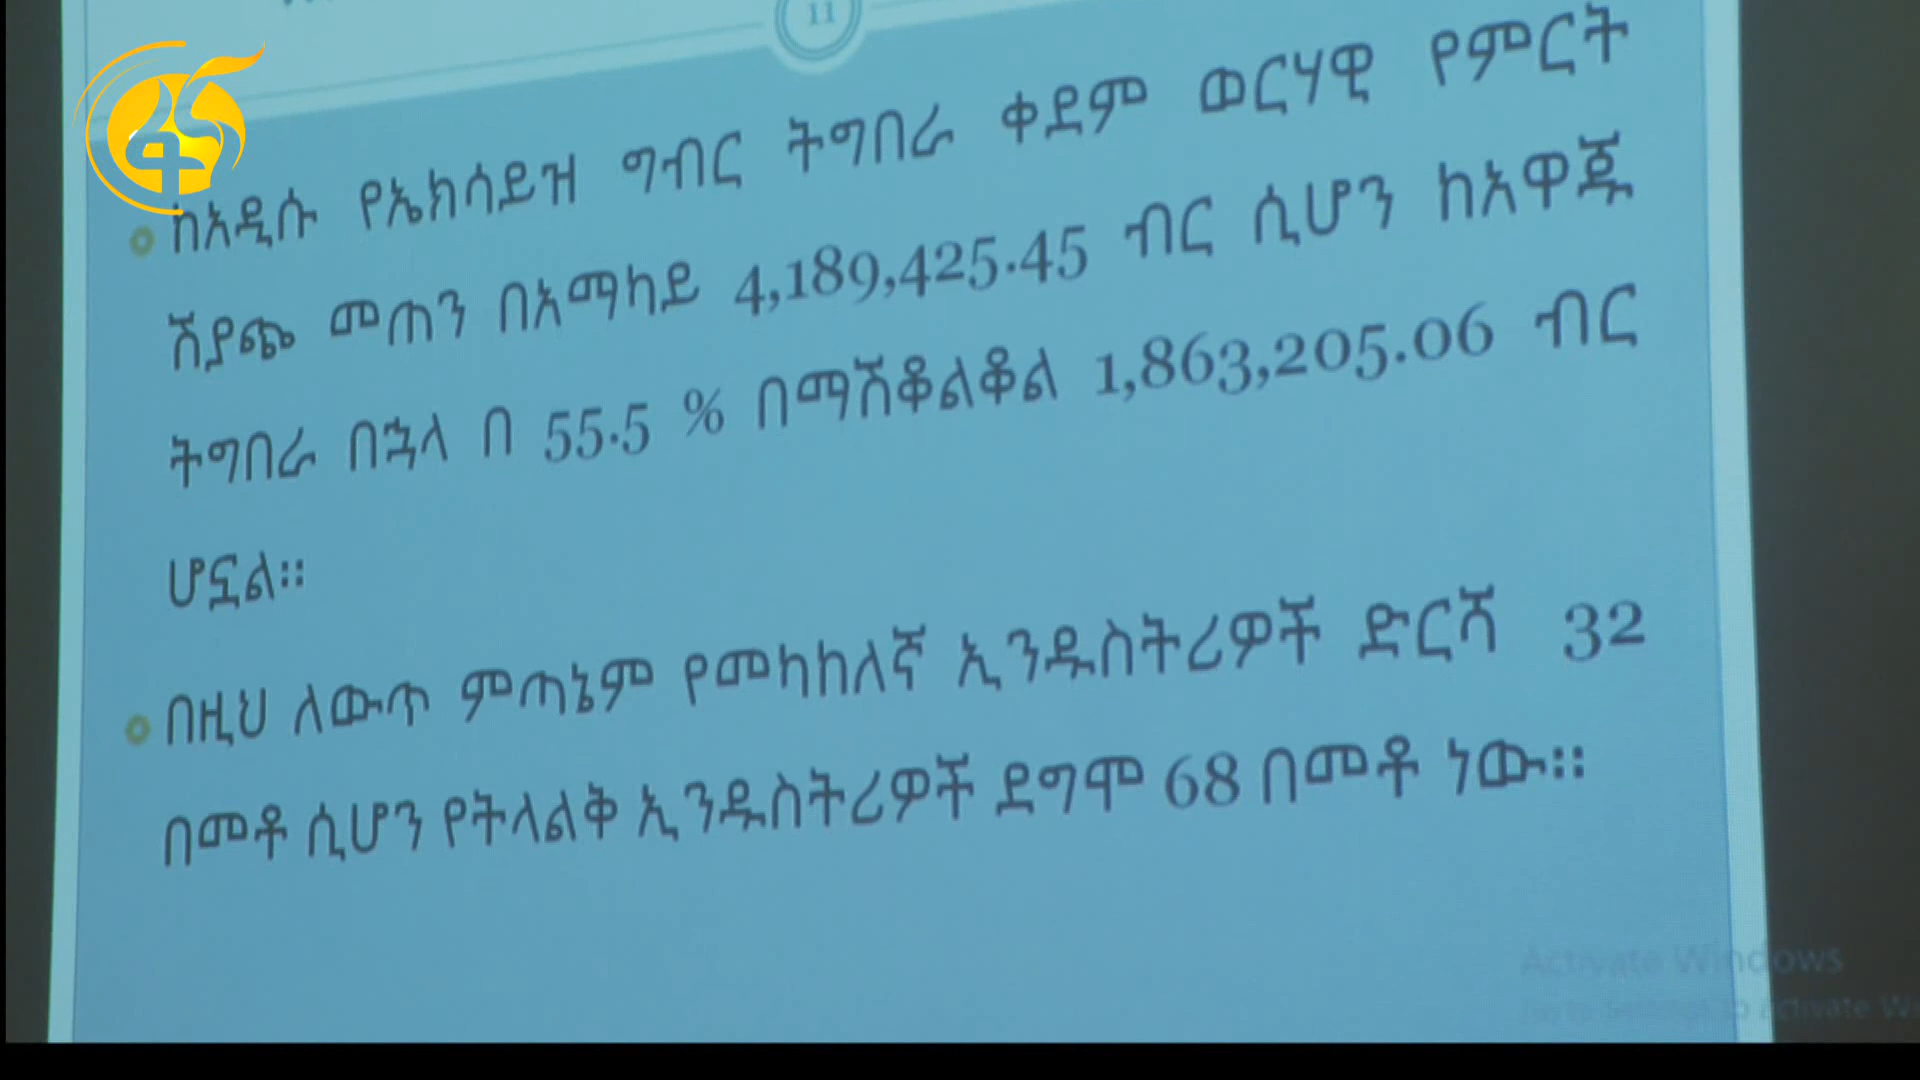 11
ከአዲሱ የኤክሳይዝ ግብር ትግበራ ቀደም ወርሃዊ የምርት
ሽያጭ መጠን በአማካይ 4,189,425.45 ብር ሲሆን ከአዋጁ
ትግበራ በኋላ በ 55.5 % በማሽቆልቆል 1,863,205.06 ብር
ሆኗል።
በዚህ ለውጥ ምጣኔም የመካከለኛ ኢንዱስትሪዎች ድርሻ 32
በመቶ ሲሆን የትላልቅ ኢንዱስትሪዎች ደግሞ 68 በመቶ ነው።
Activate Windows